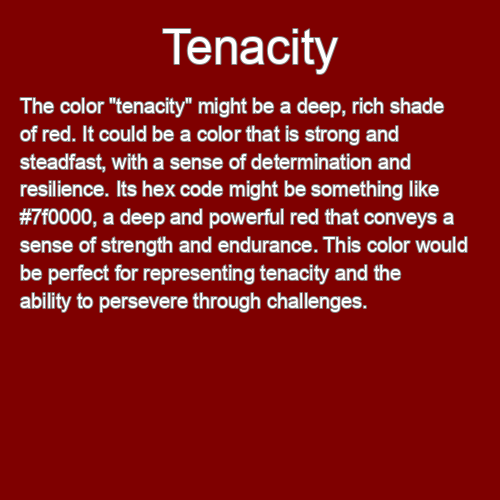 Tenacity
The color "tenacity" might be a deep, rich shade
of red. It could be a color that is strong and
steadfast, with a sense of determination and
resilience. Its hex code might be something like
#7f0000, a deep and powerful red that conveys a
sense of strength and endurance. This color would
be perfect for representing tenacity and the
ability to persevere through challenges.